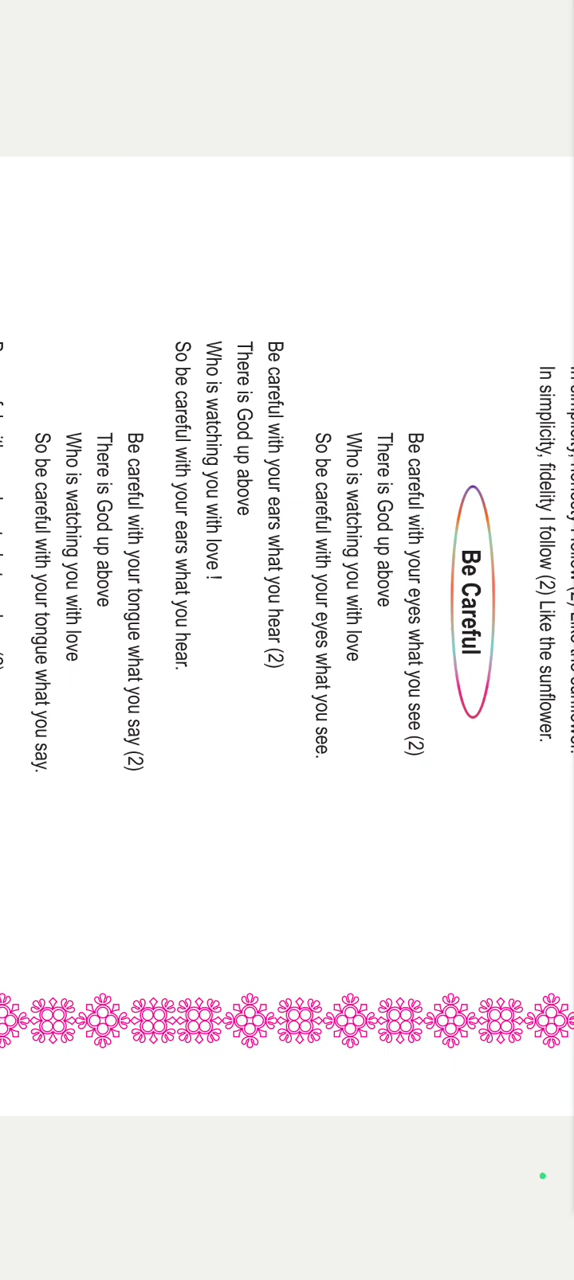 In simplicity, fidelity I follow (2) Like the sunflower.
Be Careful
Be careful with your eyes what you see (2)
There is God up above
Who is watching you with love
So be careful with your eyes what you see.
Be careful with your ears what you hear (2)
There is God up above
Who is watching you with love !
So be careful with your ears what you hear.
Be careful with your tongue what you say (2)
There is God up above
Who is watching you with love
So be careful with your tongue what you say.